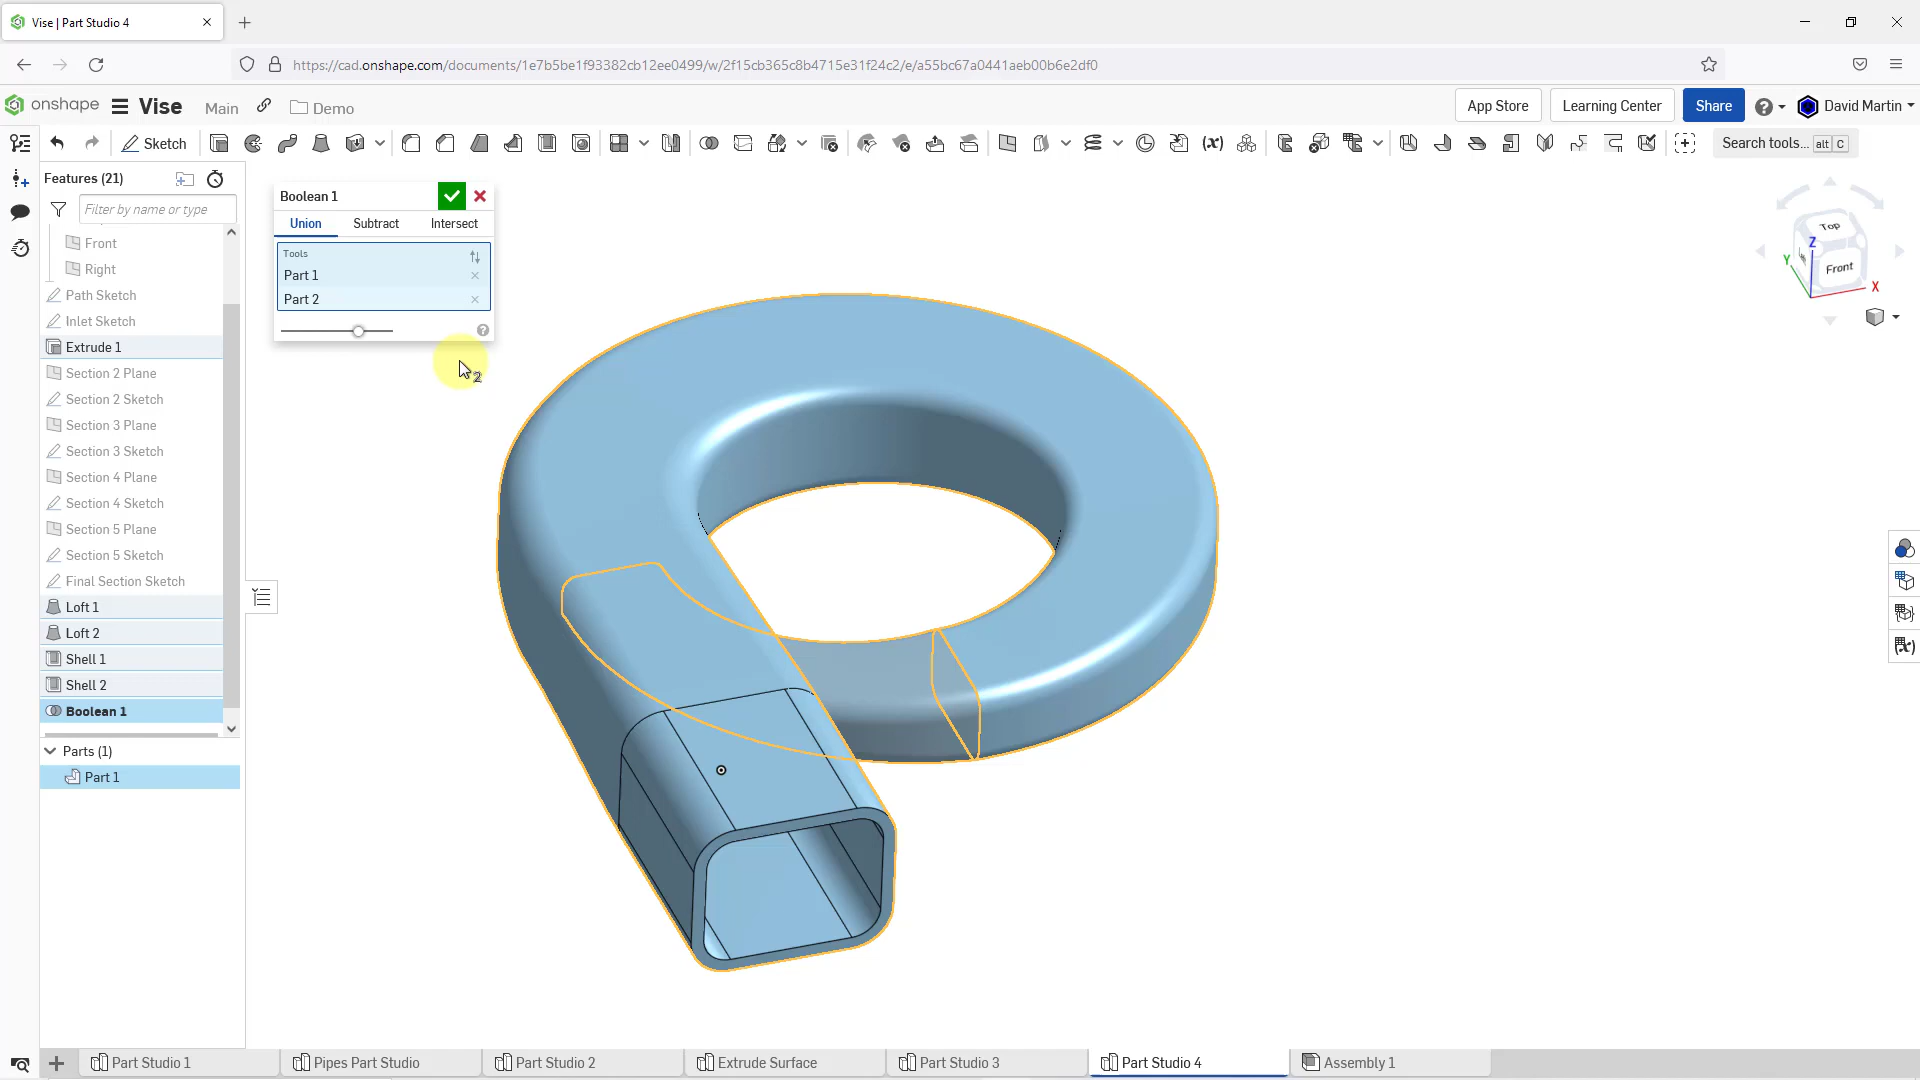 Vise | Part Studio 4
https://cad.onshape.com/documents/1e7b5be1f93382cb12ee0499/w/2f15cb365c8b4715e31f24c2/e/a55bc67a0441aeb00b6e2df0
onshape
Vise
Main
Demo
App Store
Learning Center
Share
David Martin
Sketch
Search tools... alt C
Features (21)
Filter by name or type
Front
Right
Path Sketch
Inlet Sketch
Extrude 1
Section 2 Plane
Section 2 Sketch
Section 3 Plane
Section 3 Sketch
Section 4 Plane
Section 4 Sketch
Section 5 Plane
Section 5 Sketch
Final Section Sketch
Loft 1
Loft 2
Shell 1
Shell 2
Boolean 1
Parts (1)
Part 1
Boolean 1
Union Subtract Intersect
Tools
Part 1
Part 2
2
Top
Front
Z
Y
X
Part Studio 1
Pipes Part Studio
Part Studio 2
Extrude Surface
Part Studio 3
Part Studio 4
Assembly 1